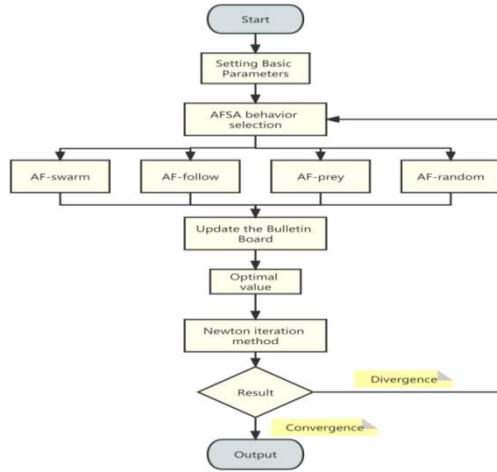 Start
Setting Basic
Parameters
AFSA behavior
selection
AF-swarm
AF-follow
AF-prey
AF-random
Update the Bulletin
Board
Optimal
value
Newton iteration
method
Result
Divergence
Convergence
Output